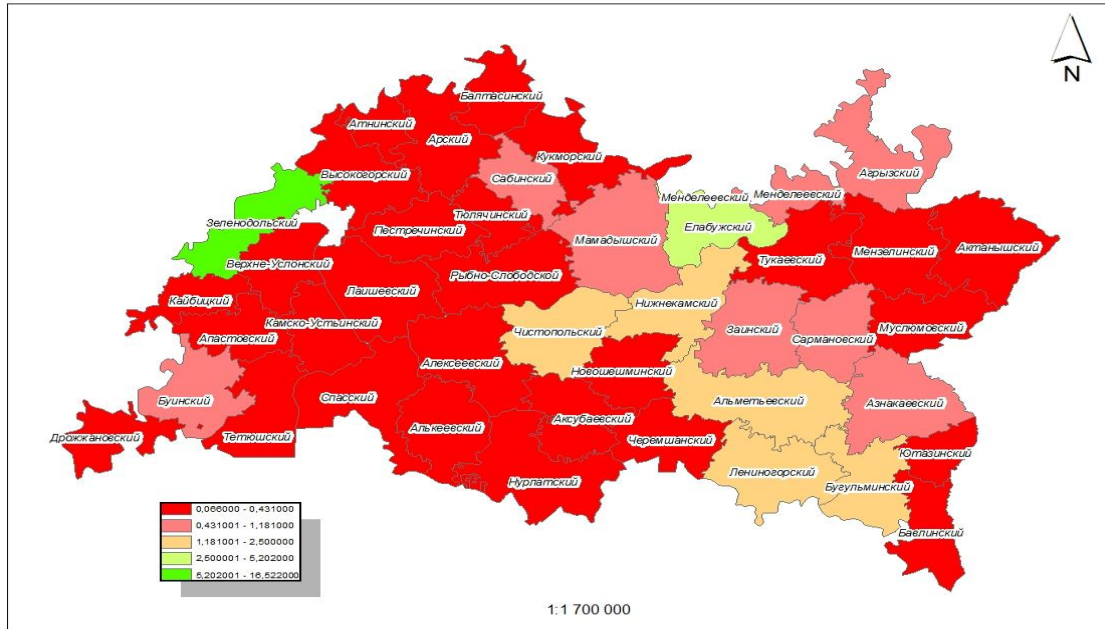 N
Балтасинский
Атнинский
Арский
Кукморский
Высокогорский
Сабинский
Агрызский
Менделеевский
Менделеевский
Зеленодольский
Тюлячинский
Елабужский
Пестречинский
Мамадышский
Актанышский
Мензелинский
Тукаевский
Верхне-Услонский
Рыбно-Слободской
Лаишевский
Кайбицкий
Нижнекамский
Камско-Устьинский
Чистопольский
Заинский
Муслюмовский
Апастовский
Сармановский
Алексеевский
Новошешминский
Буинский
Спасский
Альметьевский
Азнакаевский
Аксубаевский
Алькеевский
Дрожжановский
Тетюшский
Черемшанский
Ютазинский
Лениногорский
Нурлатский
Бугульминский
Бавлинский
0,066000 - 0,431000
0,431001 - 1,181000
1,181001 - 2,500000
2,500001 - 5,202000
5,202001 - 16,522000
1:1 700 000